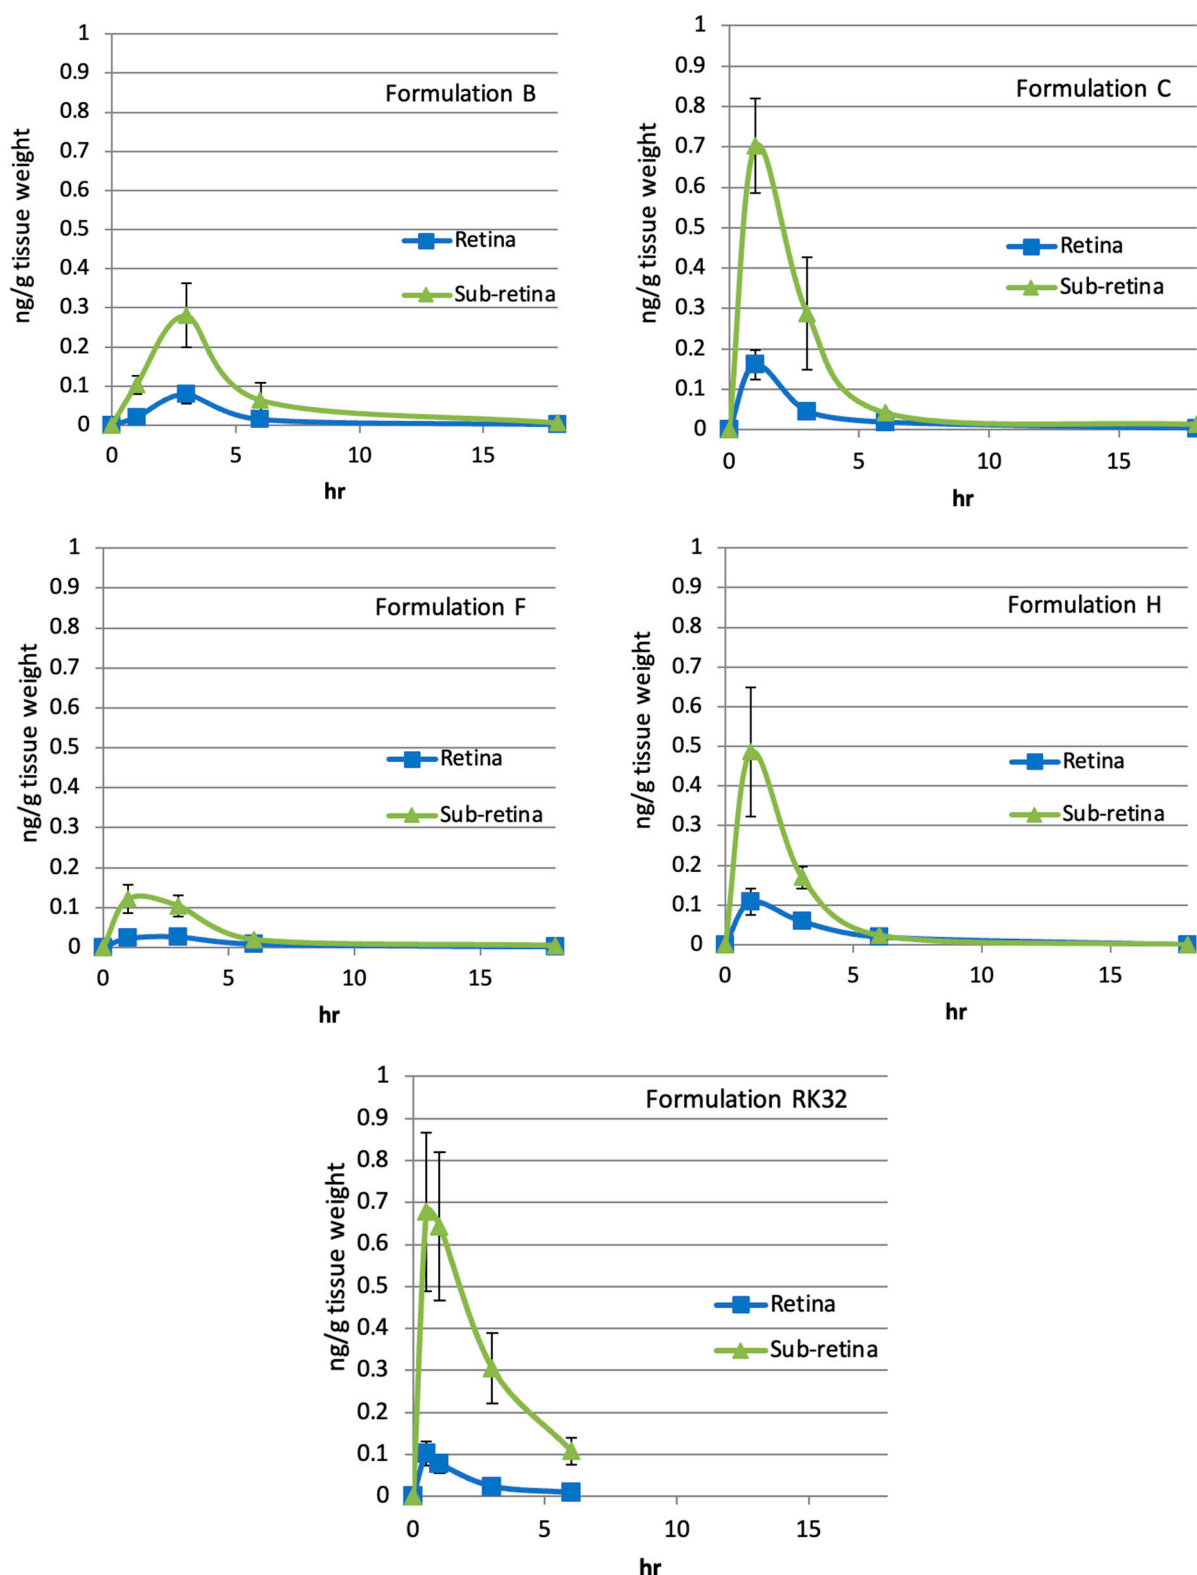 1
0.9
0.8
0.7
0.6
0.5
0.4
0.3
0.2
0.1
0
ng/g tissue weight
Formulation B
Retina
Sub-retina
0 5 10 15
hr
1
0.9
0.8
0.7
0.6
0.5
0.4
0.3
0.2
0.1
0
ng/g tissue weight
Formulation C
Retina
Sub-retina
0 5 10 15
hr
1
0.9
0.8
0.7
0.6
0.5
0.4
0.3
0.2
0.1
0
ng/g tissue weight
Formulation F
Retina
Sub-retina
0 5 10 15
hr
1
0.9
0.8
0.7
0.6
0.5
0.4
0.3
0.2
0.1
0
ng/g tissue weight
Formulation H
Retina
Sub-retina
0 5 10 15
hr
1
0.9
0.8
0.7
0.6
0.5
0.4
0.3
0.2
0.1
0
ng/g tissue weight
Formulation RK32
Retina
Sub-retina
0 5 10 15
hr